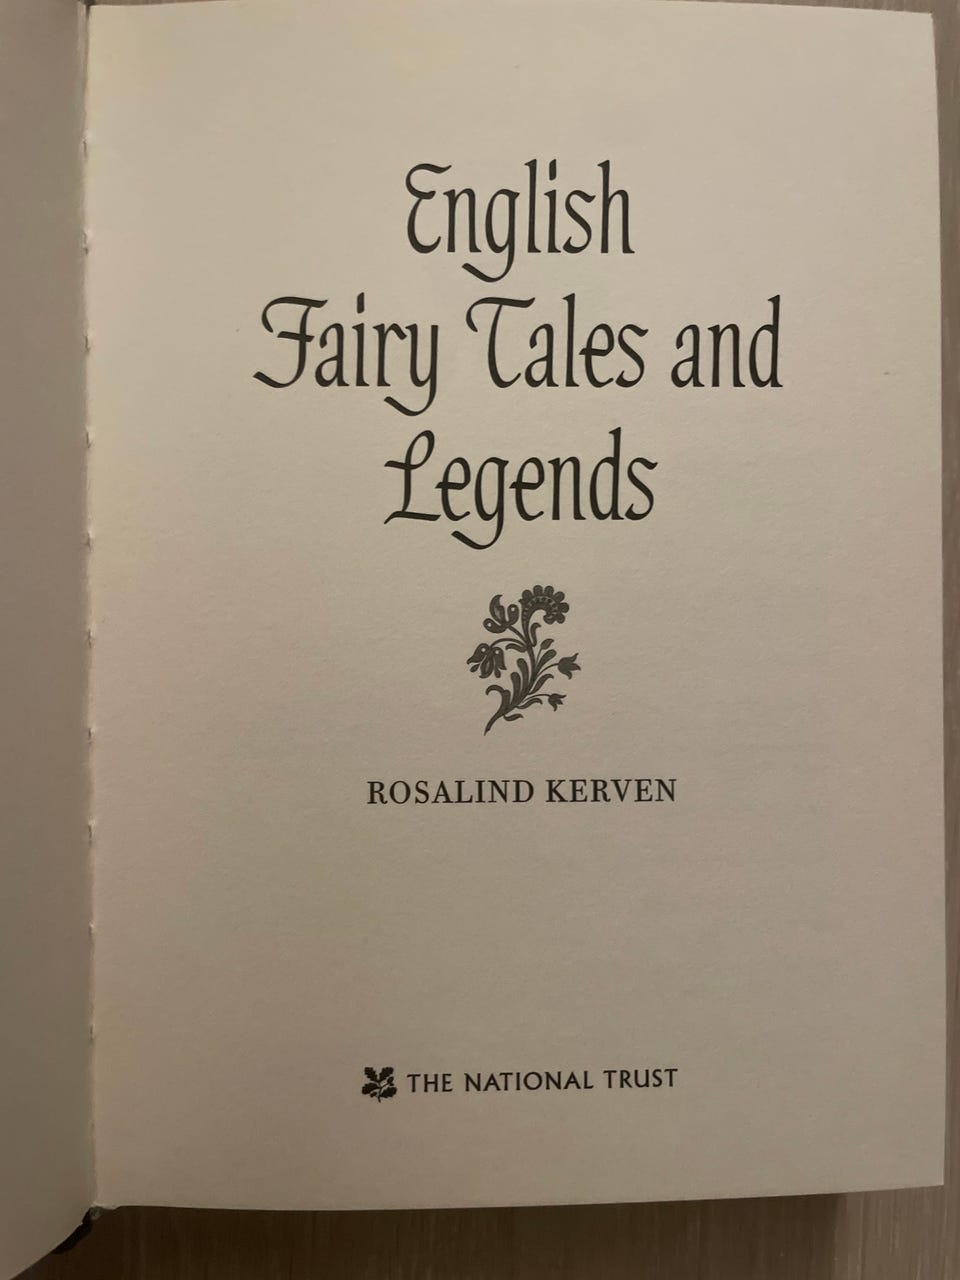 English
Fairy Tales and
Legends
ROSALIND KERVEN
THE NATIONAL TRUST